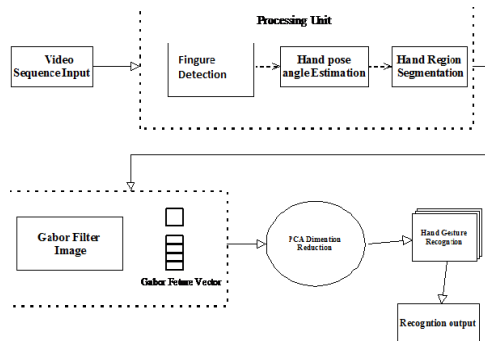 Processing Unit
Video
Sequence Input
Fingure
Detection
Hand pose
angle Estimation
Hand Region
Segmentation
Gabor Filter
Image
Gabor Feture Vector
PCA Dimention
Reduction
Hand Gesture
Recogntion
Recogntion output